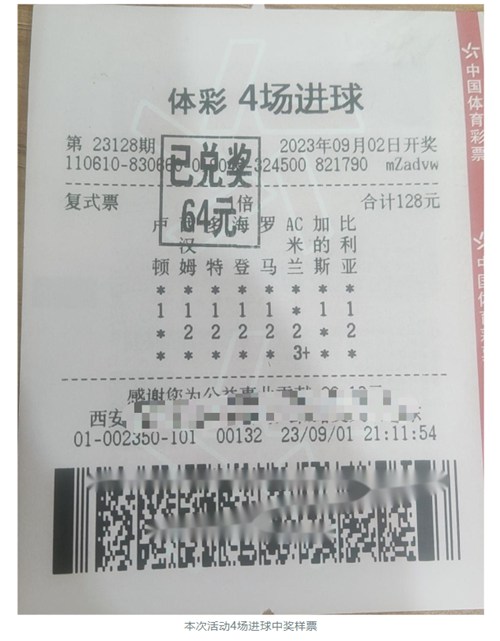 体彩 4场进球
第 23128期 2023年09月02日开奖
110610-830660 324500 821790 mZadvw
已兑奖
64元
复式票 倍 合计128元
卢 西 多 海 罗 AC 加 比
汉 米 的 利
顿 姆 特 登 马 兰 斯 亚
* * * * * * * *
1 1 1 1 1 * 1 1
* 2 2 2 2 2 * 2
* * * * * 3+ * *
感谢您为公益事业贡献
西安
01-002350-101 00132 23/09/01 21:11:54
中国体育彩票
中国体育彩票
本次活动4场进球中奖样票